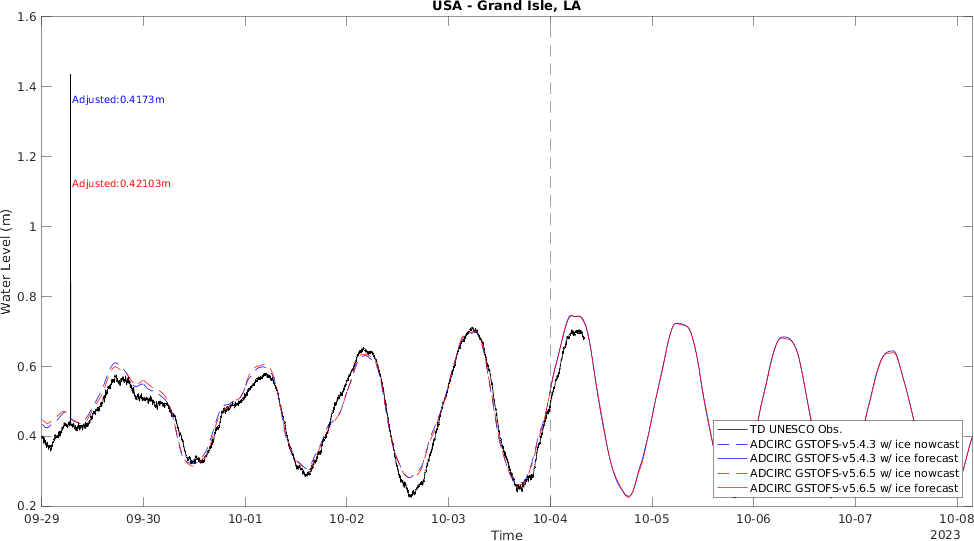 USA - Grand Isle, LA
1.6
1.4
1.2
1
0.8
0.6
0.4
0.2
Water Level (m)
Adjusted:0.4173m
Adjusted:0.42103m
TD UNESCO Obs.
ADCIRC GSTOFS-v5.4.3 w/ ice nowcast
ADCIRC GSTOFS-v5.4.3 w/ ice forecast
ADCIRC GSTOFS-v5.6.5 w/ ice nowcast
ADCIRC GSTOFS-v5.6.5 w/ ice forecast
09-29 09-30 10-01 10-02 10-03 10-04 10-05 10-06 10-07 10-08
Time
2023